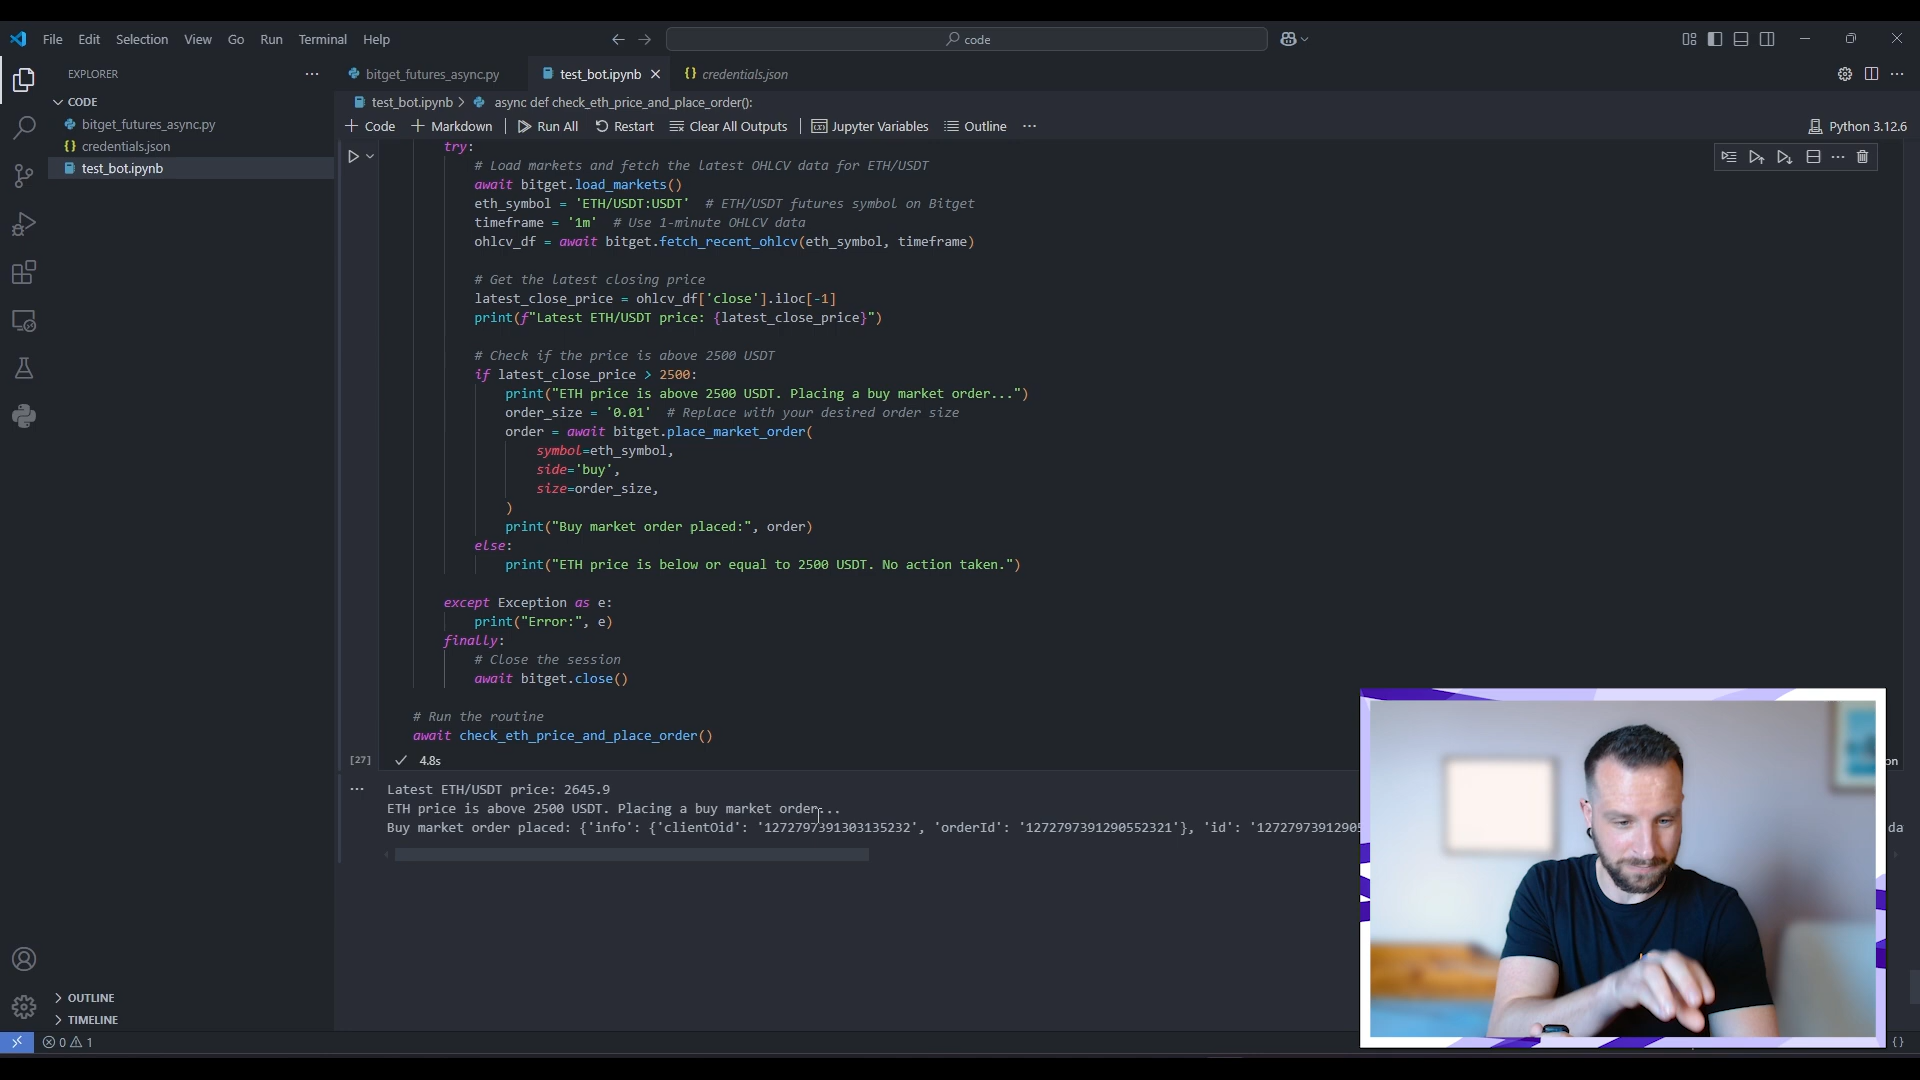 File Edit Selection View Go Run Terminal Help
code
EXPLORER
CODE
bitget_futures_async.py
credentials.json
test_bot.ipynb
bitget_futures_async.py
test_bot.ipynb
credentials.json
test_bot.ipynb > async def check_eth_price_and_place_order():
+ Code + Markdown Run All Restart Clear All Outputs Jupyter Variables Outline ...
Python 3.12.6
try:
# Load markets and fetch the latest OHLCV data for ETH/USDT
await bitget.load_markets()
eth_symbol = 'ETH/USDT:USDT'  # ETH/USDT futures symbol on Bitget
timeframe = '1m'  # Use 1-minute OHLCV data
ohlcv_df = await bitget.fetch_recent_ohlcv(eth_symbol, timeframe)
# Get the latest closing price
latest_close_price = ohlcv_df['close'].iloc[-1]
print(f"Latest ETH/USDT price: {latest_close_price}")
# Check if the price is above 2500 USDT
if latest_close_price > 2500:
print("ETH price is above 2500 USDT. Placing a buy market order...")
order_size = '0.01'  # Replace with your desired order size
order = await bitget.place_market_order(
symbol=eth_symbol,
side='buy',
size=order_size,
)
print("Buy market order placed:", order)
else:
print("ETH price is below or equal to 2500 USDT. No action taken.")
except Exception as e:
print("Error:", e)
finally:
# Close the session
await bitget.close()
# Run the routine
await check_eth_price_and_place_order()
[27] 4.8s
on
Latest ETH/USDT price: 2645.9
ETH price is above 2500 USDT. Placing a buy market order...
Buy market order placed: {'info': {'clientOid': '1272797391303135232', 'orderId': '1272797391290552321'}, 'id': '12727973912905
da
OUTLINE
TIMELINE
0 1
{}